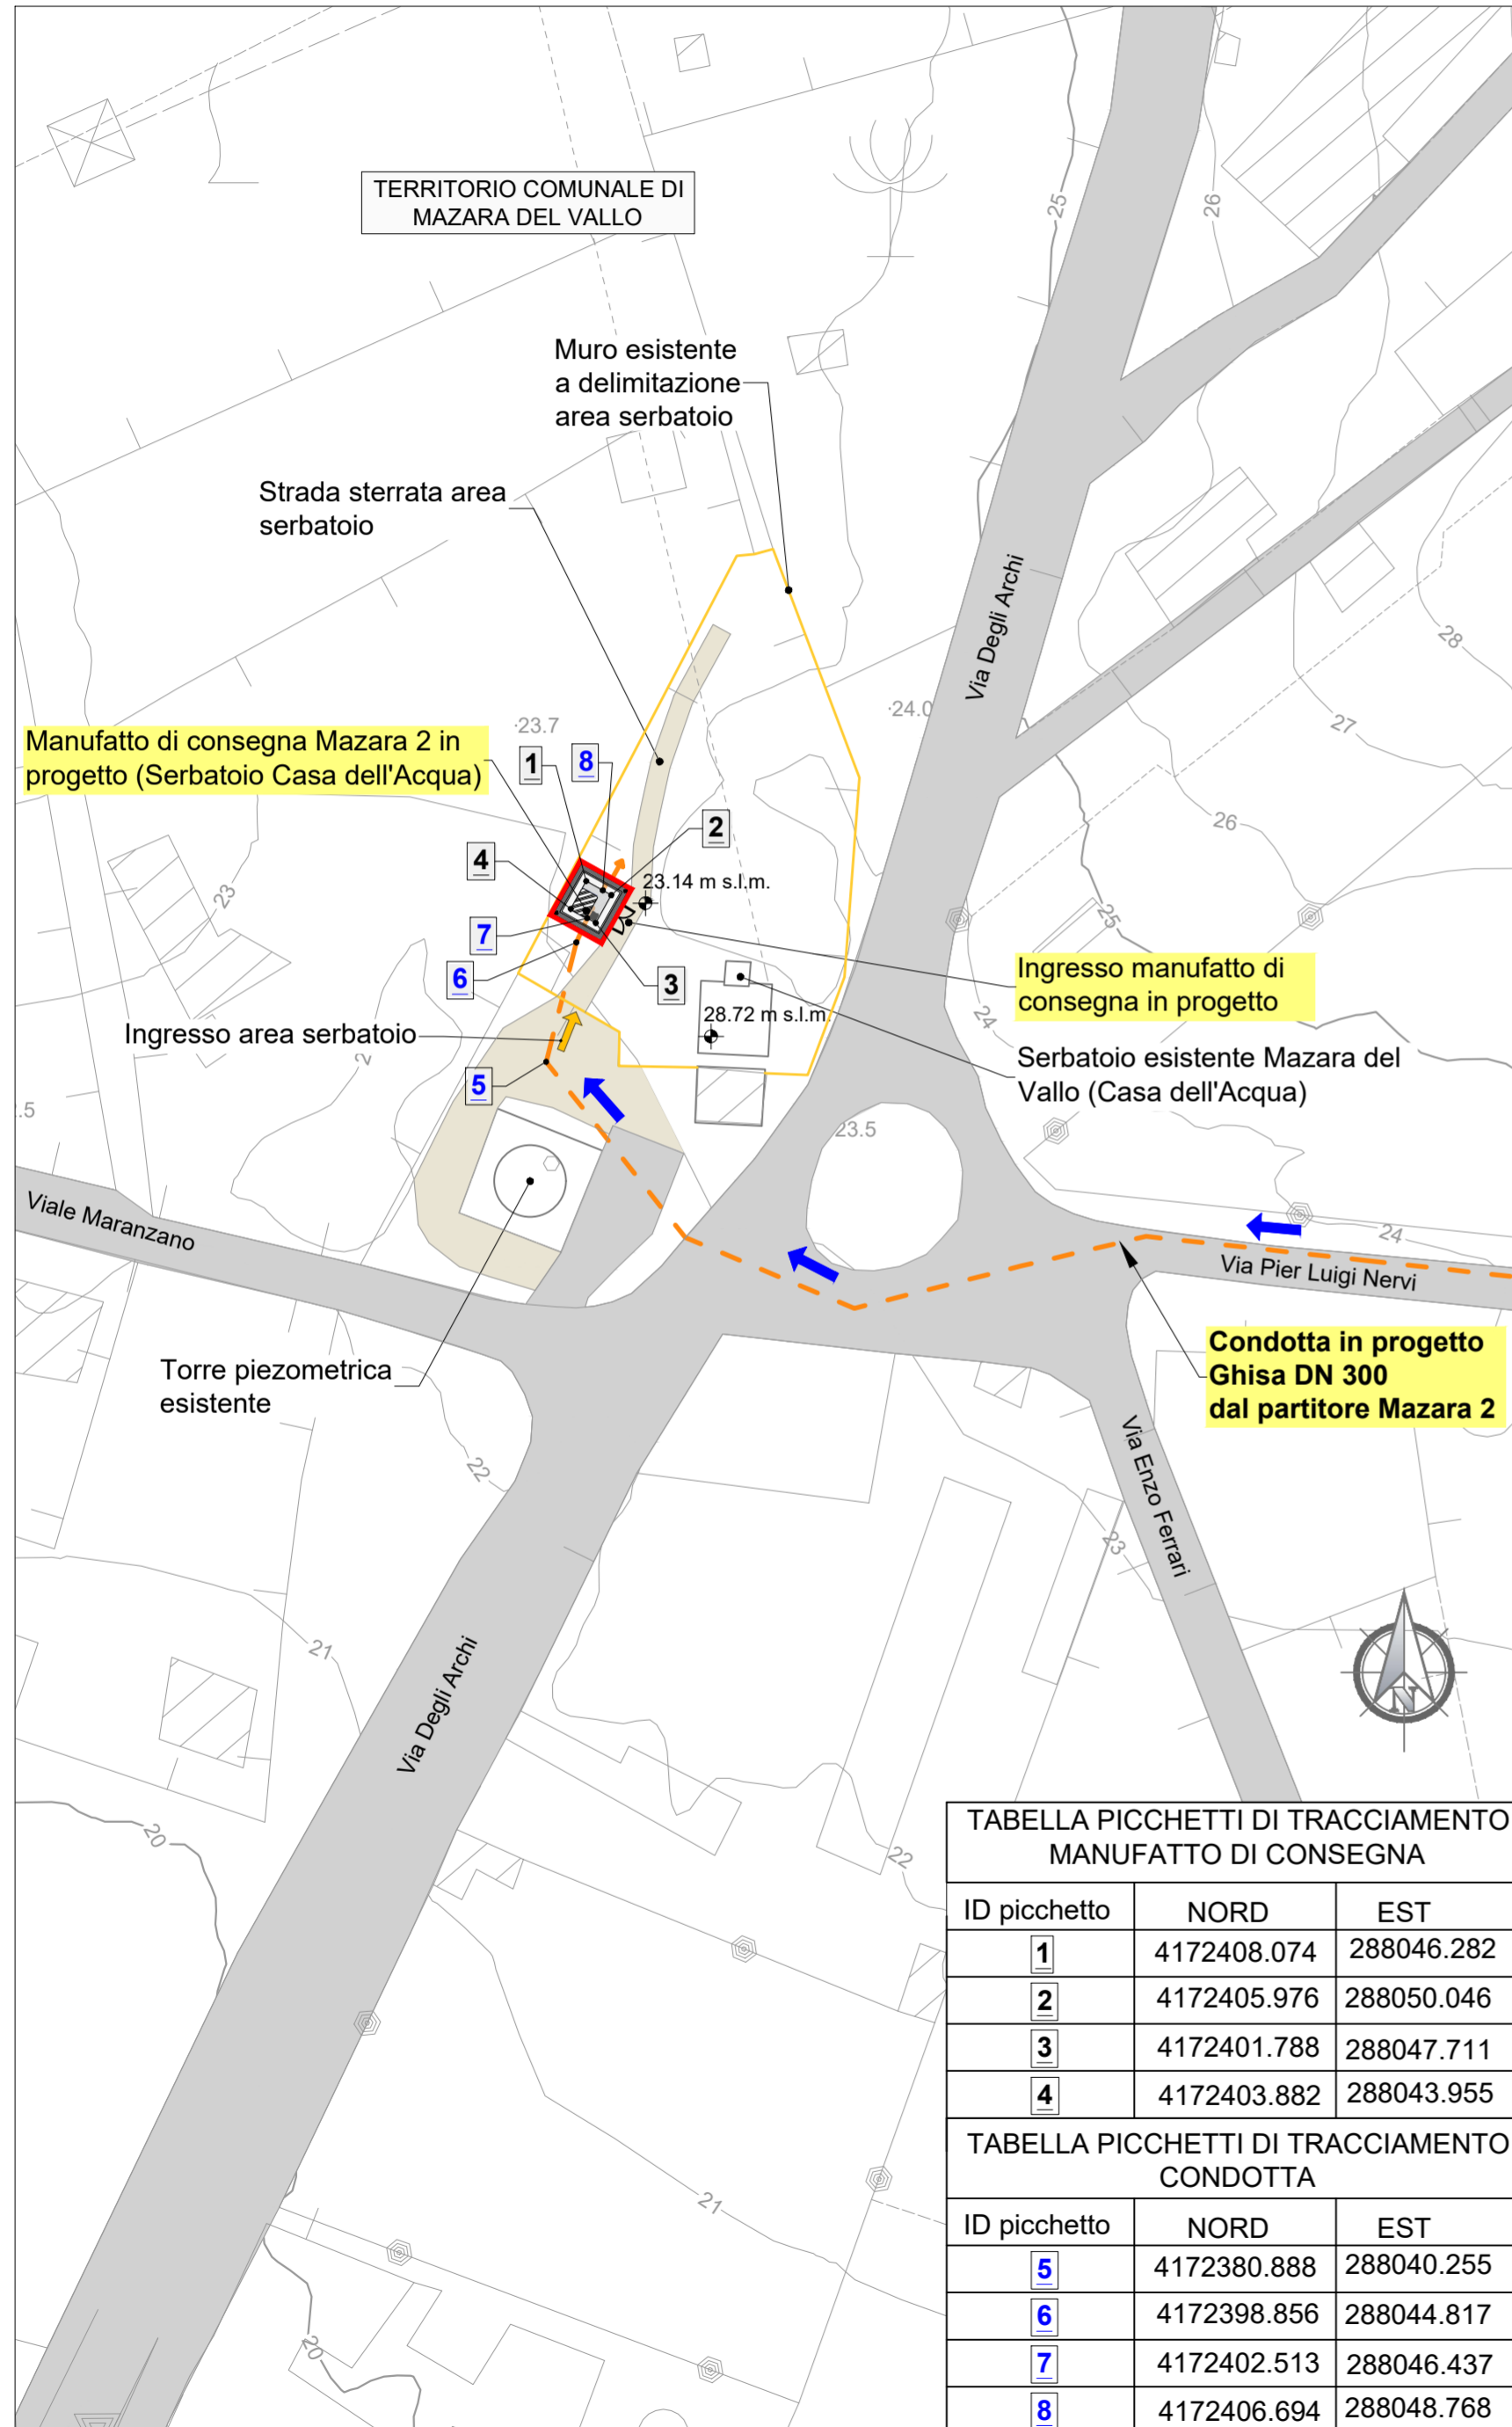 TERRITORIO COMUNALE DI
MAZARA DEL VALLO
25
26
Muro esistente
a delimitazione
area serbatoio
Strada sterrata area
serbatoio
Via Degli Archi
28
27
26
25
24
·24.0
·23.7
Manufatto di consegna Mazara 2 in
progetto (Serbatoio Casa dell'Acqua)
1
8
2
4
23.14 m s.l.m.
23
7
6
3
Ingresso manufatto di
consegna in progetto
28.72 m s.l.m.
Ingresso area serbatoio
Serbatoio esistente Mazara del
Vallo (Casa dell'Acqua)
5
2
.5
23.5
Viale Maranzano
24
Via Pier Luigi Nervi
Condotta in progetto
Ghisa DN 300
dal partitore Mazara 2
Torre piezometrica
esistente
22
Via Enzo Ferrari
23
21
Via Degli Archi
N
20
22
21
20
TABELLA PICCHETTI DI TRACCIAMENTO
MANUFATTO DI CONSEGNA
ID picchetto NORD EST
1 4172408.074 288046.282
2 4172405.976 288050.046
3 4172401.788 288047.711
4 4172403.882 288043.955
TABELLA PICCHETTI DI TRACCIAMENTO
CONDOTTA
ID picchetto NORD EST
5 4172380.888 288040.255
6 4172398.856 288044.817
7 4172402.513 288046.437
8 4172406.694 288048.768